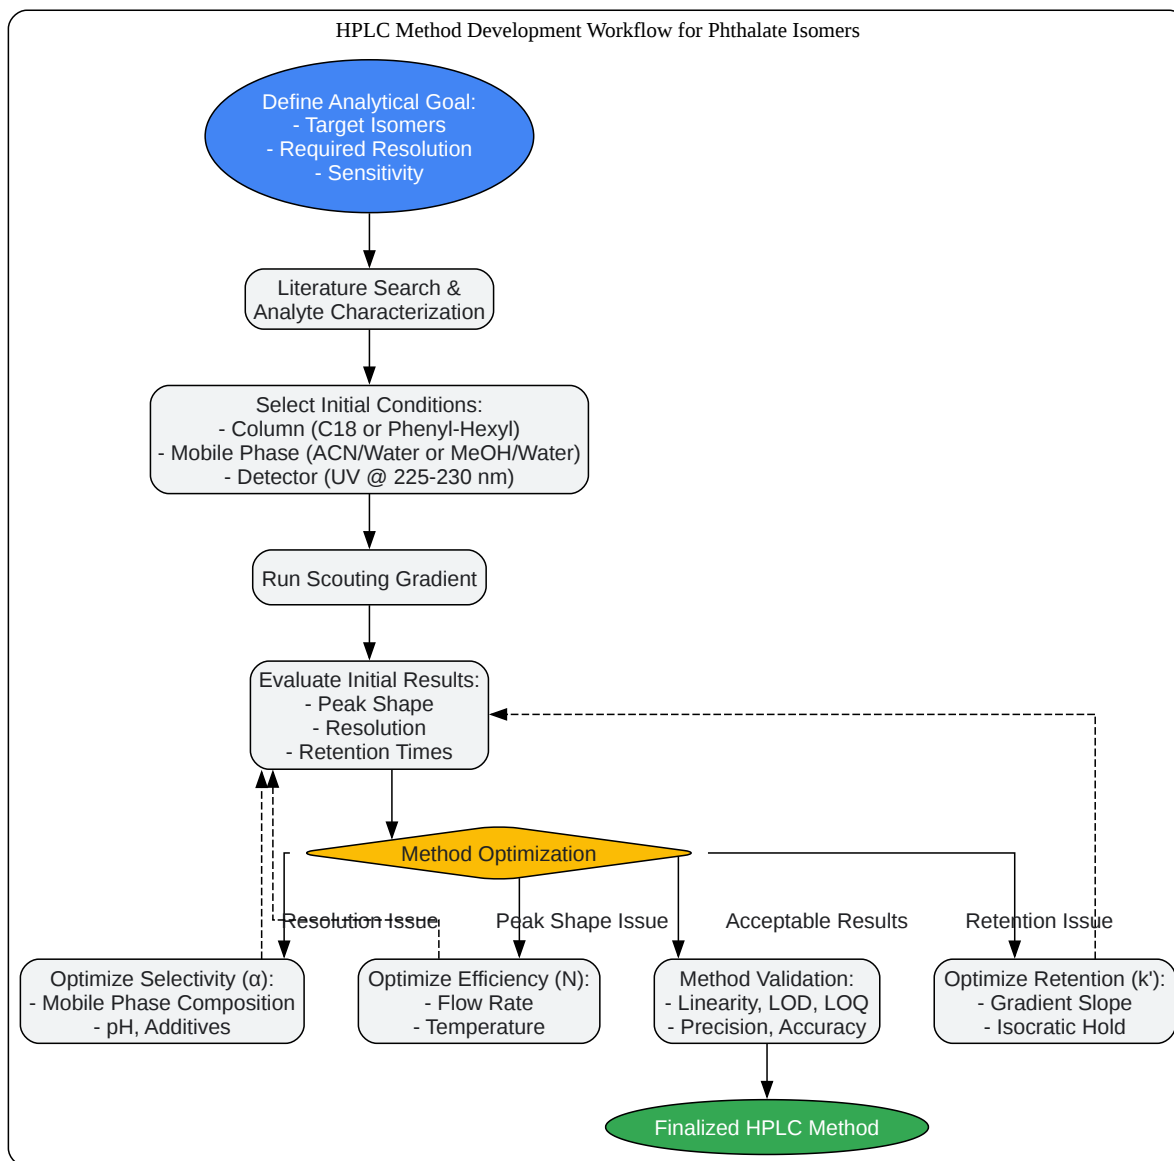 HPLC Method Development Workflow for Phthalate Isomers
Define Analytical Goal:
- Target Isomers
- Required Resolution
- Sensitivity
Literature Search &
Analyte Characterization
Select Initial Conditions:
- Column (C18 or Phenyl-Hexyl)
- Mobile Phase (ACN/Water or MeOH/Water)
- Detector (UV @ 225-230 nm)
Run Scouting Gradient
Evaluate Initial Results:
- Peak Shape
- Resolution
- Retention Times
Method Optimization
Resolution Issue
Peak Shape Issue
Acceptable Results
Retention Issue
Optimize Selectivity (α):
- Mobile Phase Composition
- pH, Additives
Optimize Efficiency (N):
- Flow Rate
- Temperature
Method Validation:
- Linearity, LOD, LOQ
- Precision, Accuracy
Optimize Retention (k'):
- Gradient Slope
- Isocratic Hold
Finalized HPLC Method